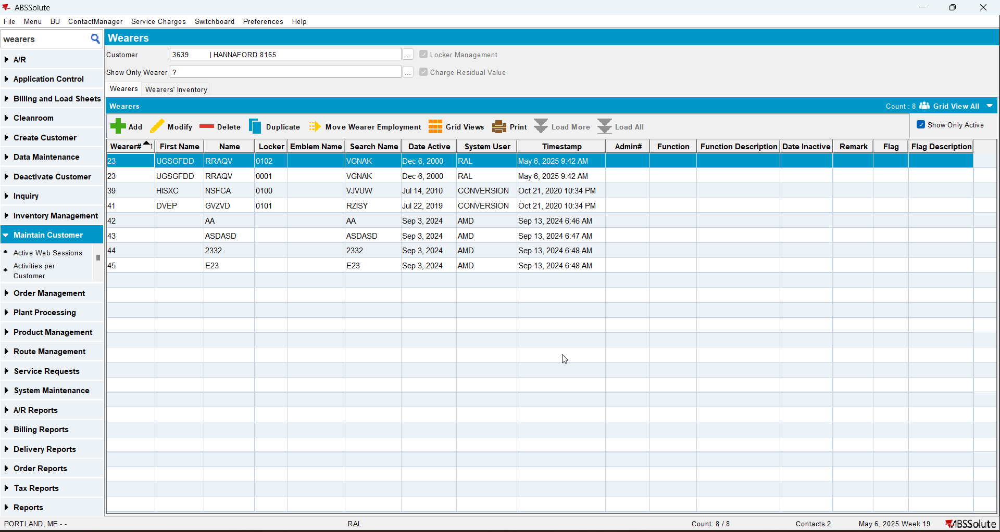 ABSSolute
File Menu BU ContactManager Service Charges Switchboard Preferences Help
wearers
A/R
Application Control
Billing and Load Sheets
Cleanroom
Create Customer
Data Maintenance
Deactivate Customer
Inquiry
Inventory Management
Maintain Customer
Active Web Sessions
Activities per
Customer
Order Management
Plant Processing
Product Management
Route Management
Service Requests
System Maintenance
A/R Reports
Billing Reports
Delivery Reports
Order Reports
Tax Reports
Reports
Wearers
Customer 3639 | HANNAFORD 8165 ... Locker Management
Show Only Wearer ? ... Charge Residual Value
Wearers Wearers' Inventory
Wearers Count : 8 Grid View All
Add Modify Delete Duplicate Move Wearer Employment Grid Views Print Load More Load All Show Only Active
Wearer# 1 First Name Name Locker Emblem Name Search Name Date Active System User Timestamp Admin# Function Function Description Date Inactive Remark Flag Flag Description
23 UGSGFDD RRAQV 0102 VGNAK Dec 6, 2000 RAL May 6, 2025 9:42 AM
23 UGSGFDD RRAQV 0001 VGNAK Dec 6, 2000 RAL May 6, 2025 9:42 AM
39 HISXC NSFCA 0100 VJVUW Jul 14, 2010 CONVERSION Oct 21, 2020 10:34 PM
41 DVEP GVZVD 0101 RZISY Jul 22, 2019 CONVERSION Oct 21, 2020 10:34 PM
42 AA AA Sep 3, 2024 AMD Sep 13, 2024 6:46 AM
43 ASDASD ASDASD Sep 3, 2024 AMD Sep 13, 2024 6:47 AM
44 2332 2332 Sep 3, 2024 AMD Sep 13, 2024 6:48 AM
45 E23 E23 Sep 3, 2024 AMD Sep 13, 2024 6:48 AM
PORTLAND, ME - - RAL Count: 8 / 8 Contacts 2 May 6, 2025 Week 19 ABSSolute